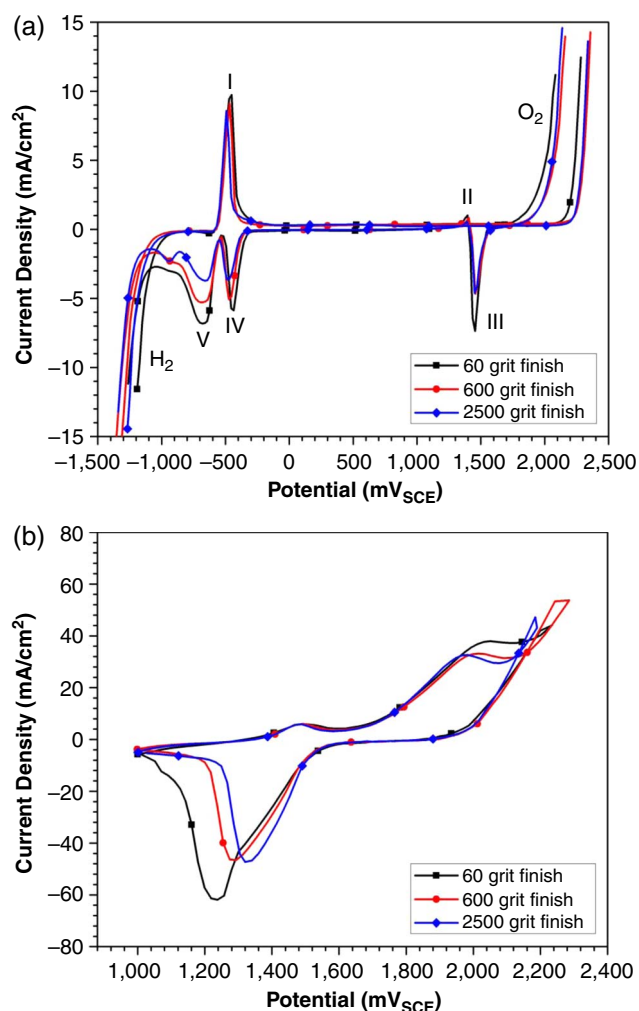 (a)
15
10
5
0
−5
−10
−15
Current Density (mA/cm²)
I
II
III
IV
V
H₂
O₂
60 grit finish
600 grit finish
2500 grit finish
−1,500 −1,000 −500 0 500 1,000 1,500 2,000 2,500
Potential (mV_SCE)
(b)
80
60
40
20
0
−20
−40
−60
−80
Current Density (mA/cm²)
60 grit finish
600 grit finish
2500 grit finish
1,000 1,200 1,400 1,600 1,800 2,000 2,200 2,400
Potential (mV_SCE)